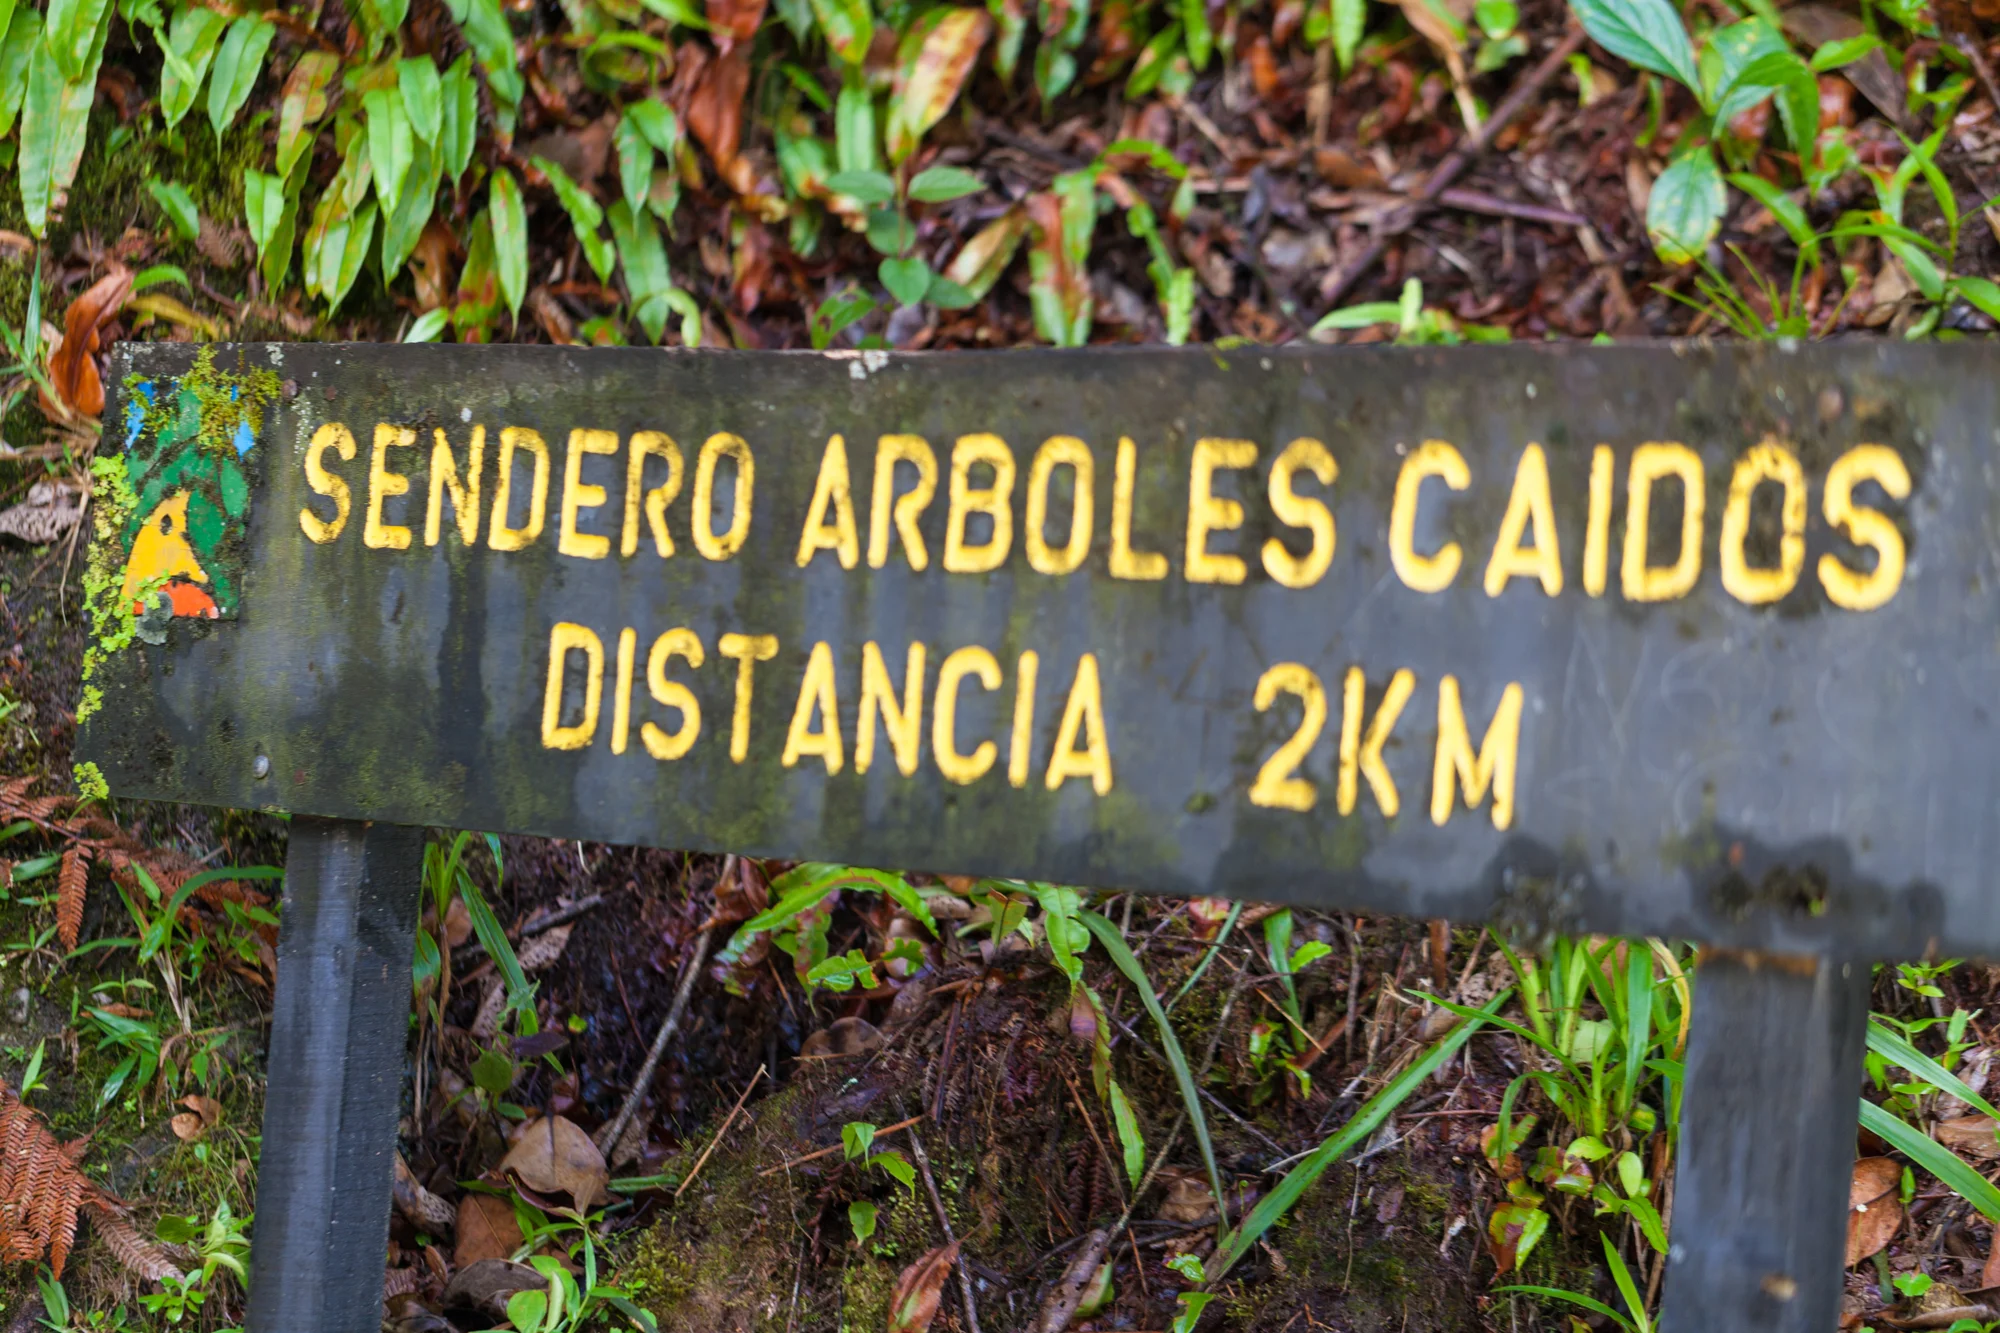 SENDERO ARBOLES CAIDOS
DISTANCIA 2KM